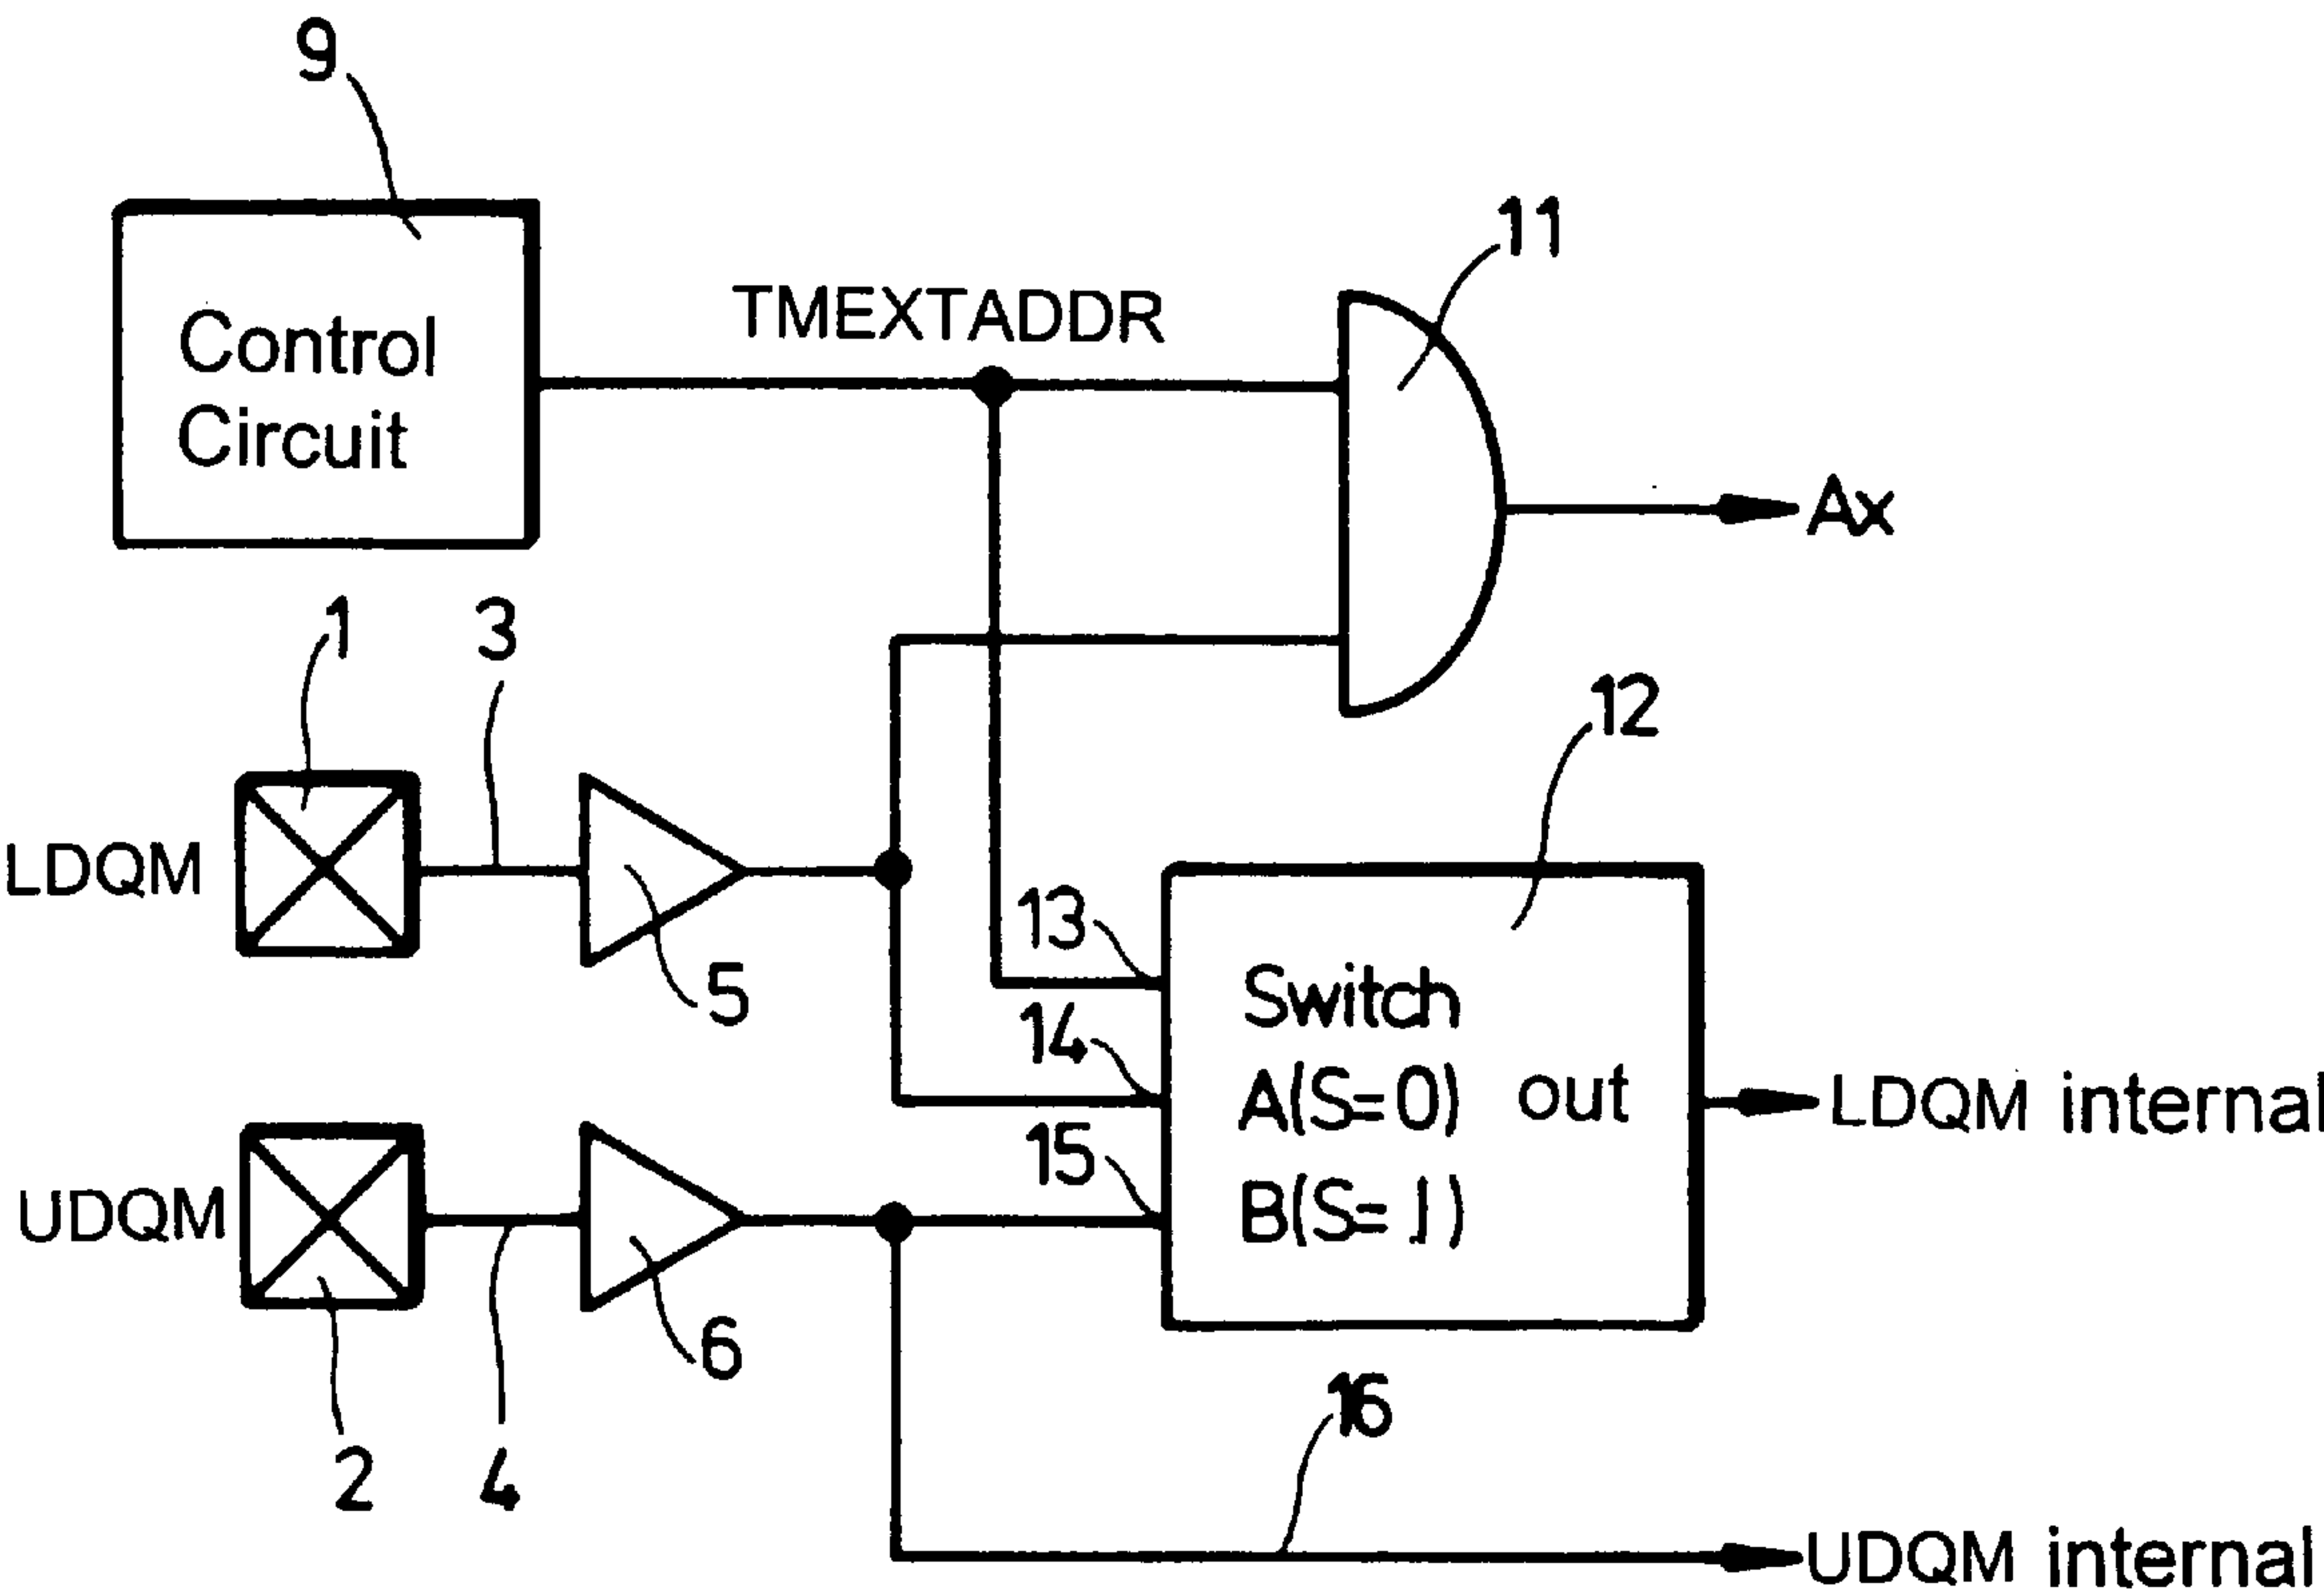 9
11
TMEXTADDR
Control
Circuit
Ax
1
3
12
LDQM
5
13
Switch
14
A(S=0) out
LDQM internal
15
B(S=1)
UDQM
6
16
2
4
UDQM internal